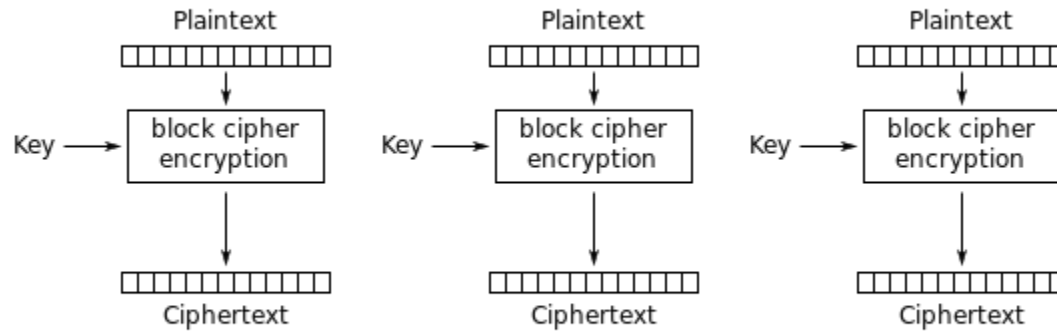 Plaintext Plaintext Plaintext
Key block cipher encryption Key block cipher encryption Key block cipher encryption
Ciphertext Ciphertext Ciphertext